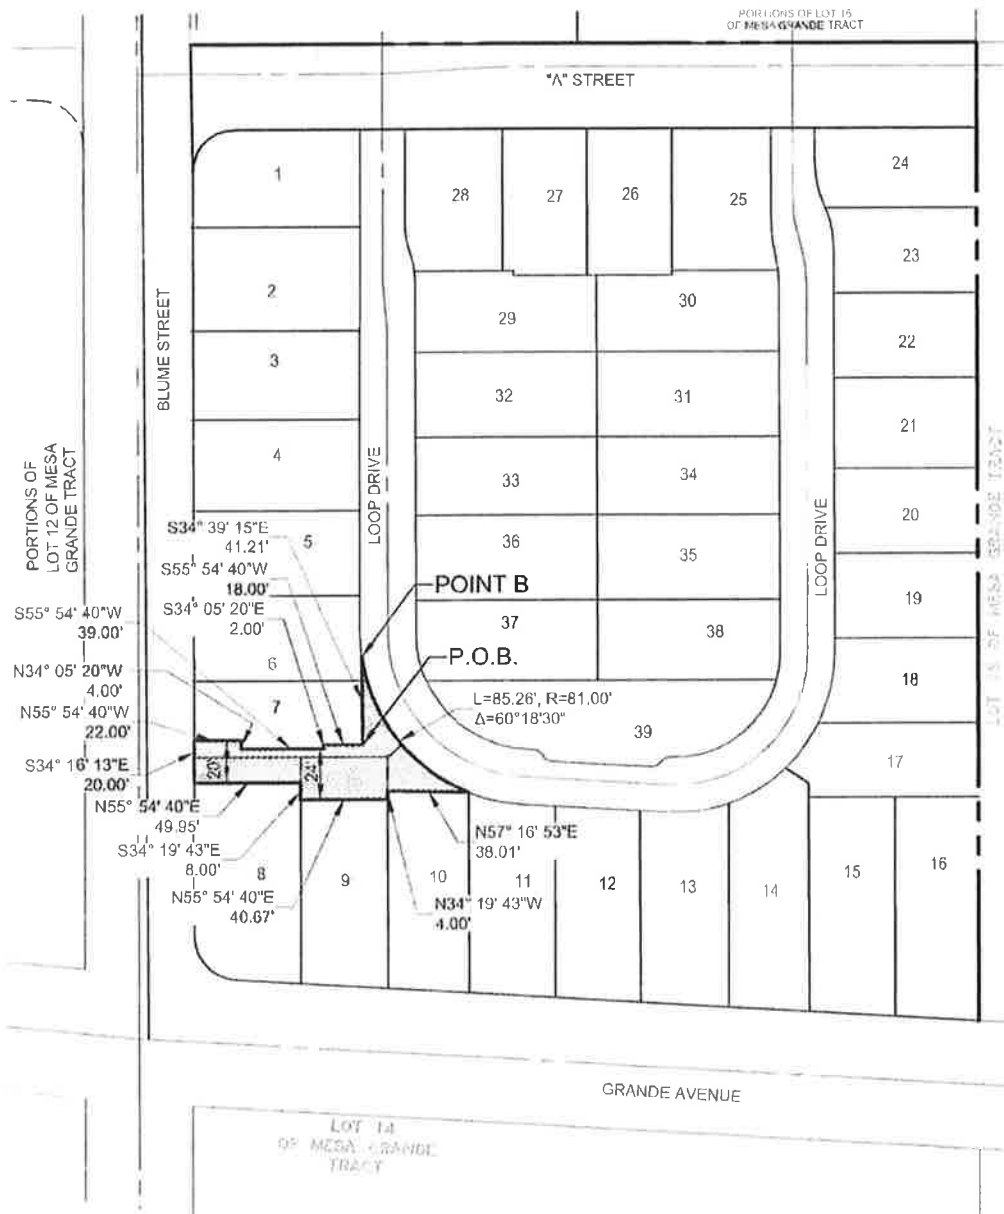 PORTIONS OF LOT 16
OF MESA GRANDE TRACT
"A" STREET
1
28
27
26
25
24
23
2
29
30
22
3
32
31
21
BLUME STREET
4
33
34
20
PORTIONS OF
LOT 12 OF MESA
GRANDE TRACT
LOOP DRIVE
LOOP DRIVE
LOT 15 OF MESA GRANDE TRACT
S34° 39' 15"E
41.21'
5
36
35
S55° 54' 40"W
18.00'
POINT B
S34° 05' 20"E
2.00'
19
S55° 54' 40"W
39.00'
37
38
P.O.B.
N34° 05' 20"W
4.00'
6
18
L=85.26', R=81.00'
Δ=60°18'30"
7
N55° 54' 40"W
22.00'
39
17
S34° 16' 13"E
20.00'
20'
24'
N55° 54' 40"E
49.95'
S34° 19' 43"E
8.00'
N57° 16' 53"E
38.01'
8
9
10
11
12
13
14
15
16
N55° 54' 40"E
40.67'
N34° 19' 43"W
4.00'
GRANDE AVENUE
LOT 14
OF MESA GRANDE
TRACT